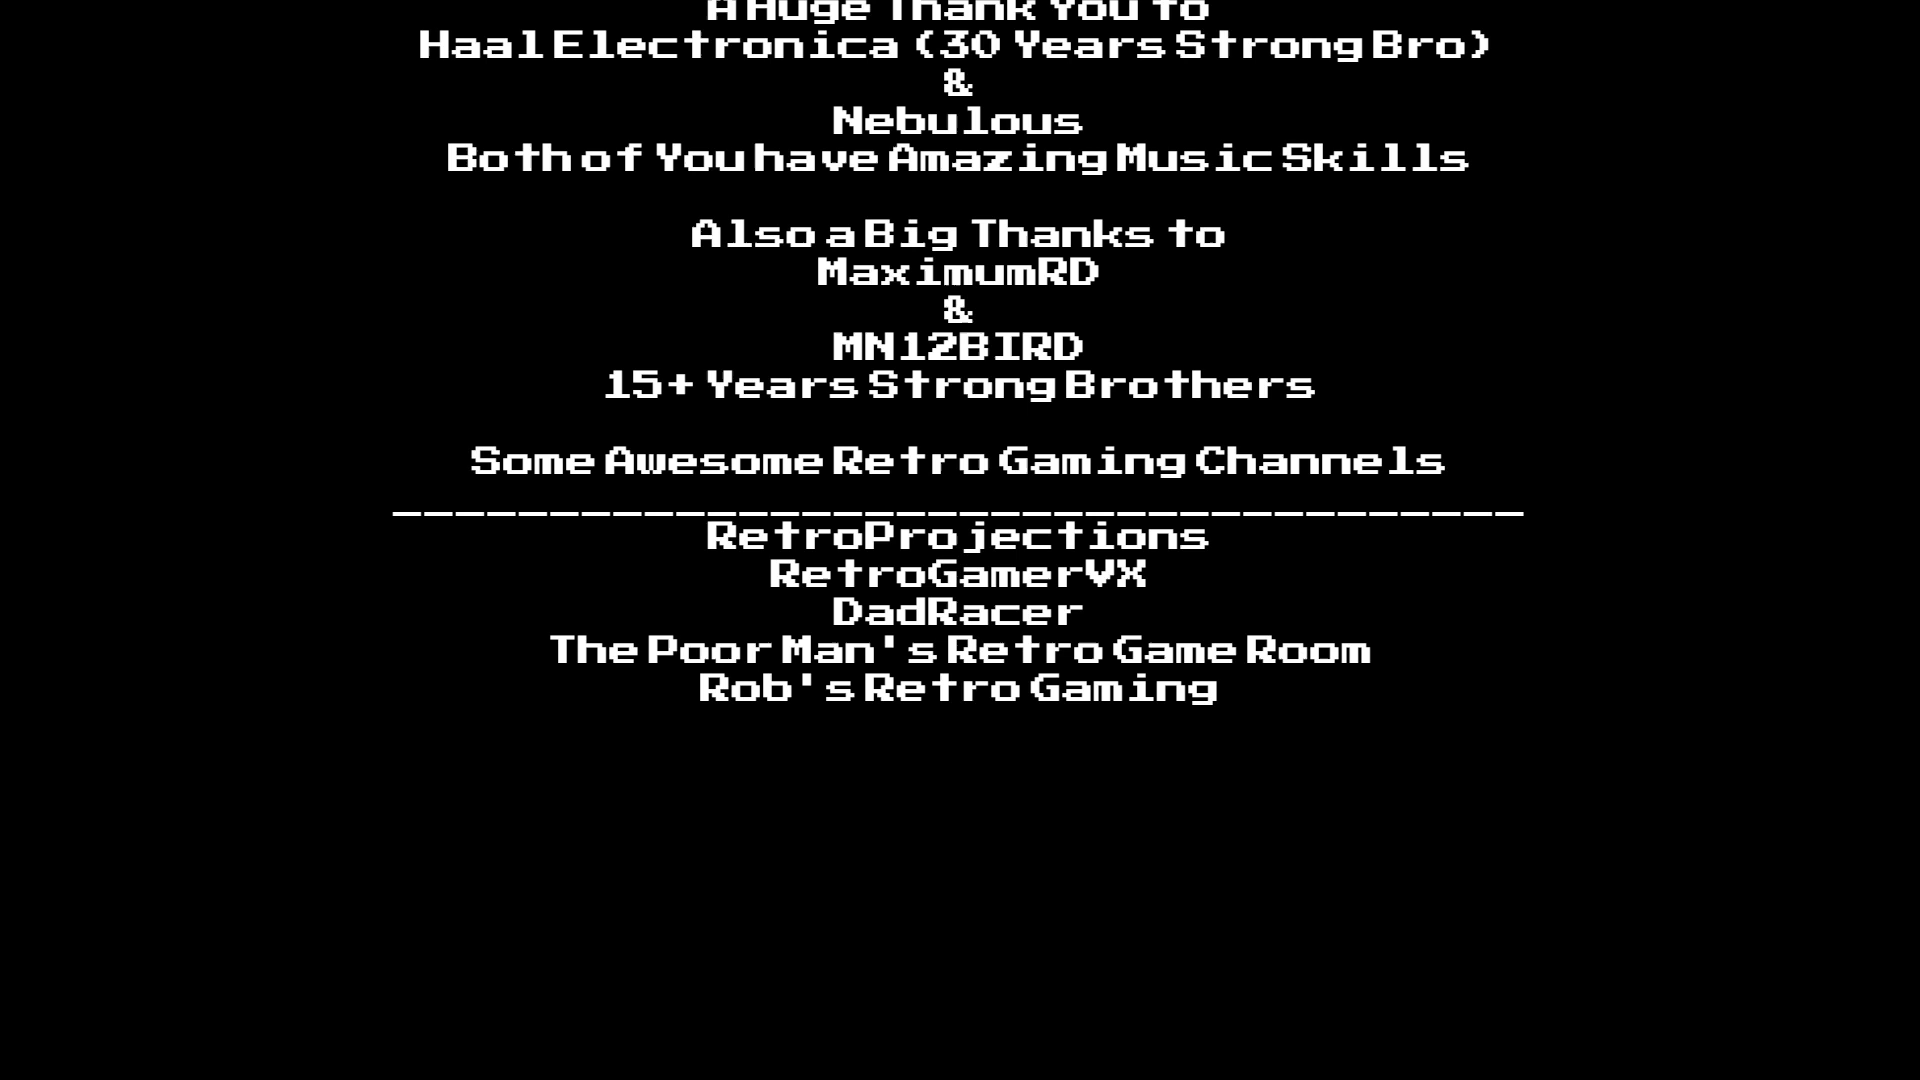 A Huge Thank You to
Haal Electronica (30 Years Strong Bro)
&
Nebulous
Both of You have Amazing Music Skills
Also a Big Thanks to
MaximumRD
&
MN12BIRD
15+ Years Strong Brothers
Some Awesome Retro Gaming Channels
____________________________________
RetroProjections
RetroGamerVX
DadRacer
The Poor Man's Retro Game Room
Rob's Retro Gaming